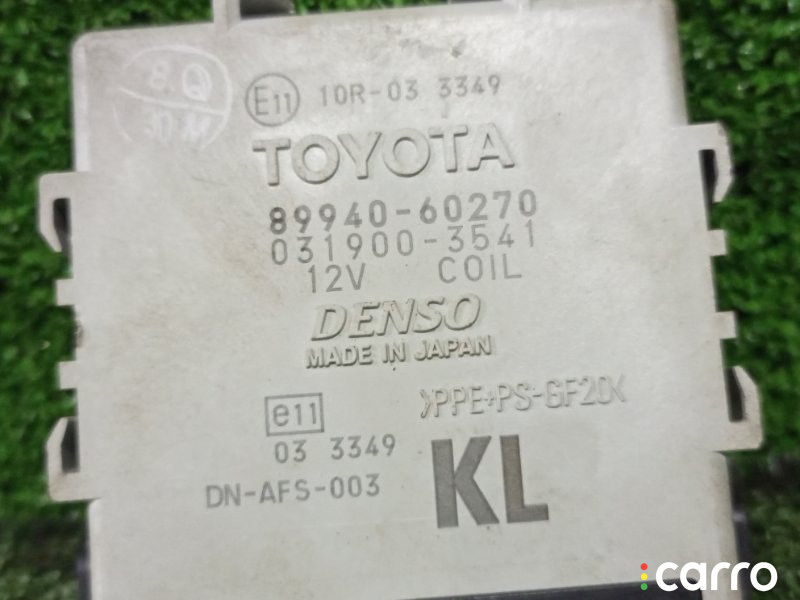 8.Q
E11 10R-03 3349
TOYOTA
89940-60270
031900-3541
12V COIL
DENSO
MADE IN JAPAN
>PPE+PS-GF20<
e11
03 3349
DN-AFS-003
KL
carro